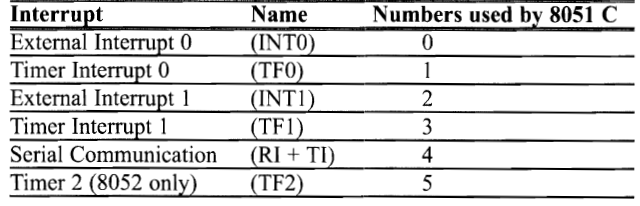 Interrupt Name Numbers used by 8051 C
External Interrupt 0 (INT0) 0
Timer Interrupt 0 (TF0) 1
External Interrupt 1 (INT1) 2
Timer Interrupt 1 (TF1) 3
Serial Communication (RI + TI) 4
Timer 2 (8052 only) (TF2) 5